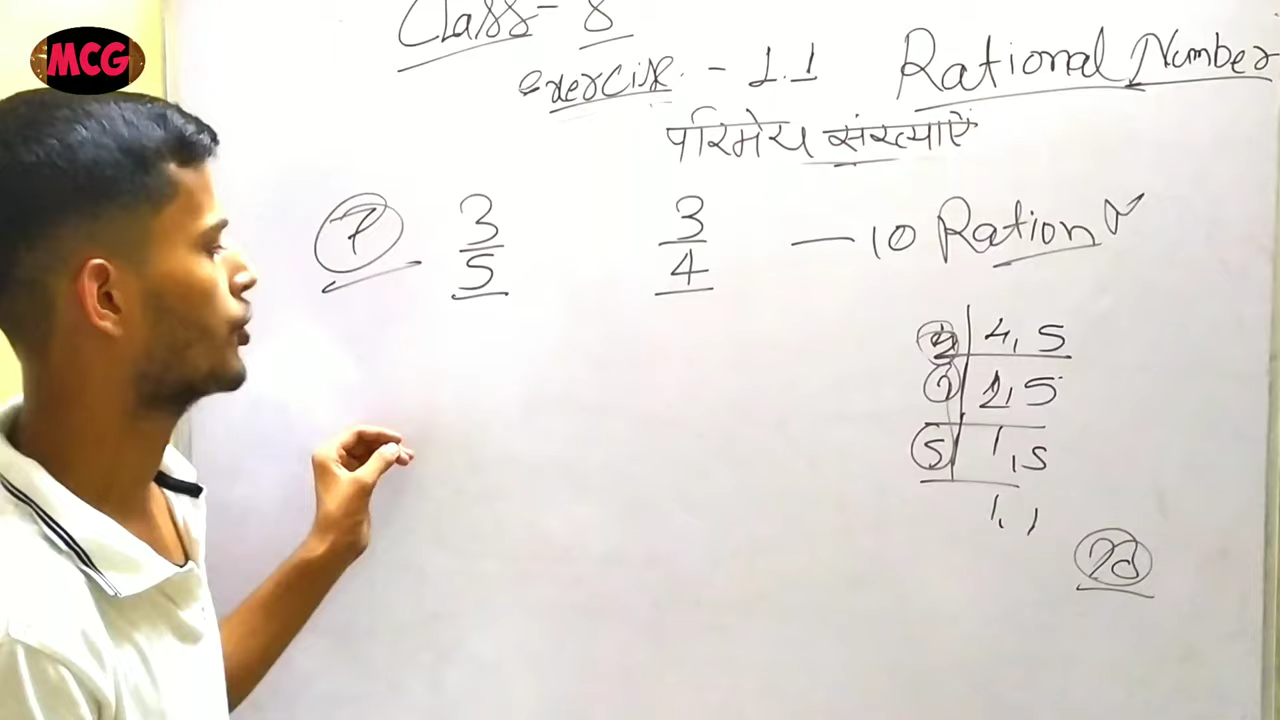 MCG
Class - 8
exercise - 1.1 Rational Number
परिमेय संख्याएँ
7 3/5 3/4 — 10 Ration
2 | 4, 5
2 | 2, 5
5 | 1, 5
1, 1
20